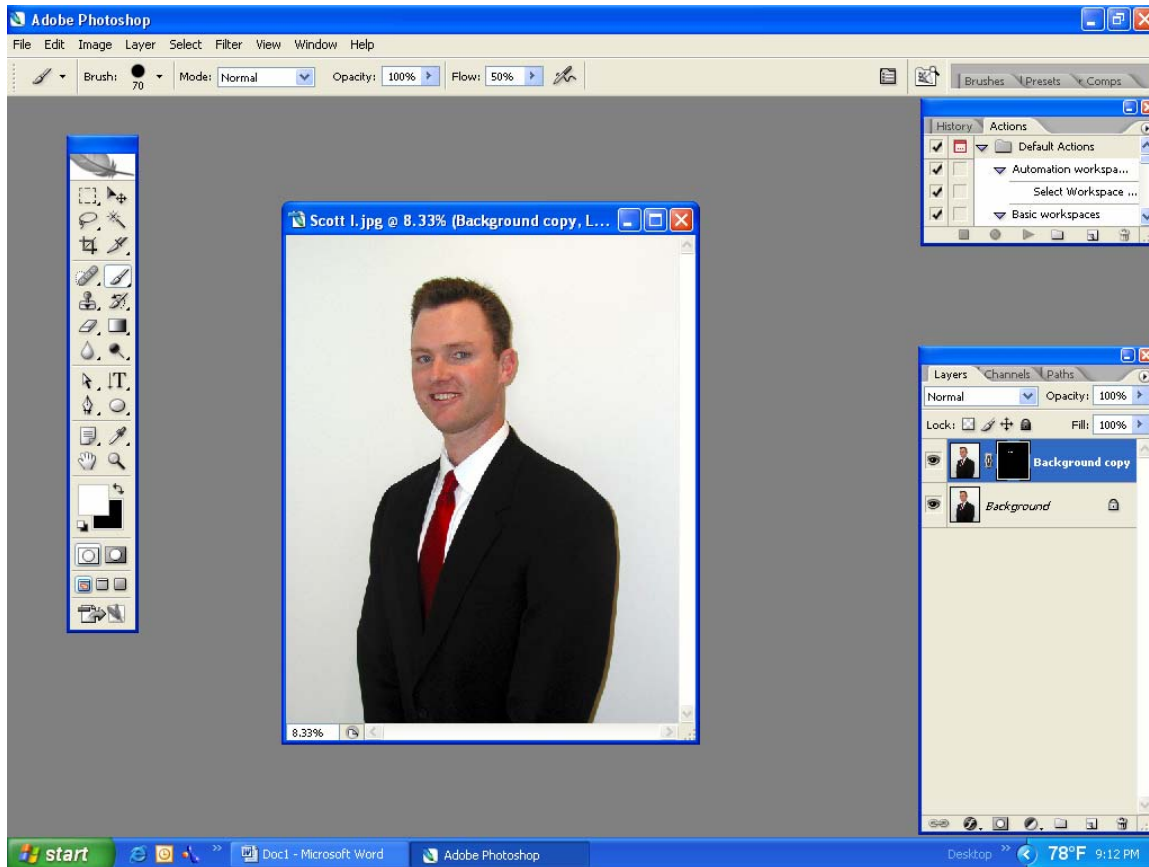 Adobe Photoshop
File Edit Image Layer Select Filter View Window Help
Brush: 70 Mode: Normal Opacity: 100% Flow: 50%
Brushes Presets Comps
History Actions
Default Actions
Automation workspa...
Select Workspace ...
Basic workspaces
Scott I.jpg @ 8.33% (Background copy, L...
8.33%
Layers Channels Paths
Normal Opacity: 100%
Lock: Fill: 100%
Background copy
Background
start Doc1 - Microsoft Word Adobe Photoshop Desktop 78°F 9:12 PM